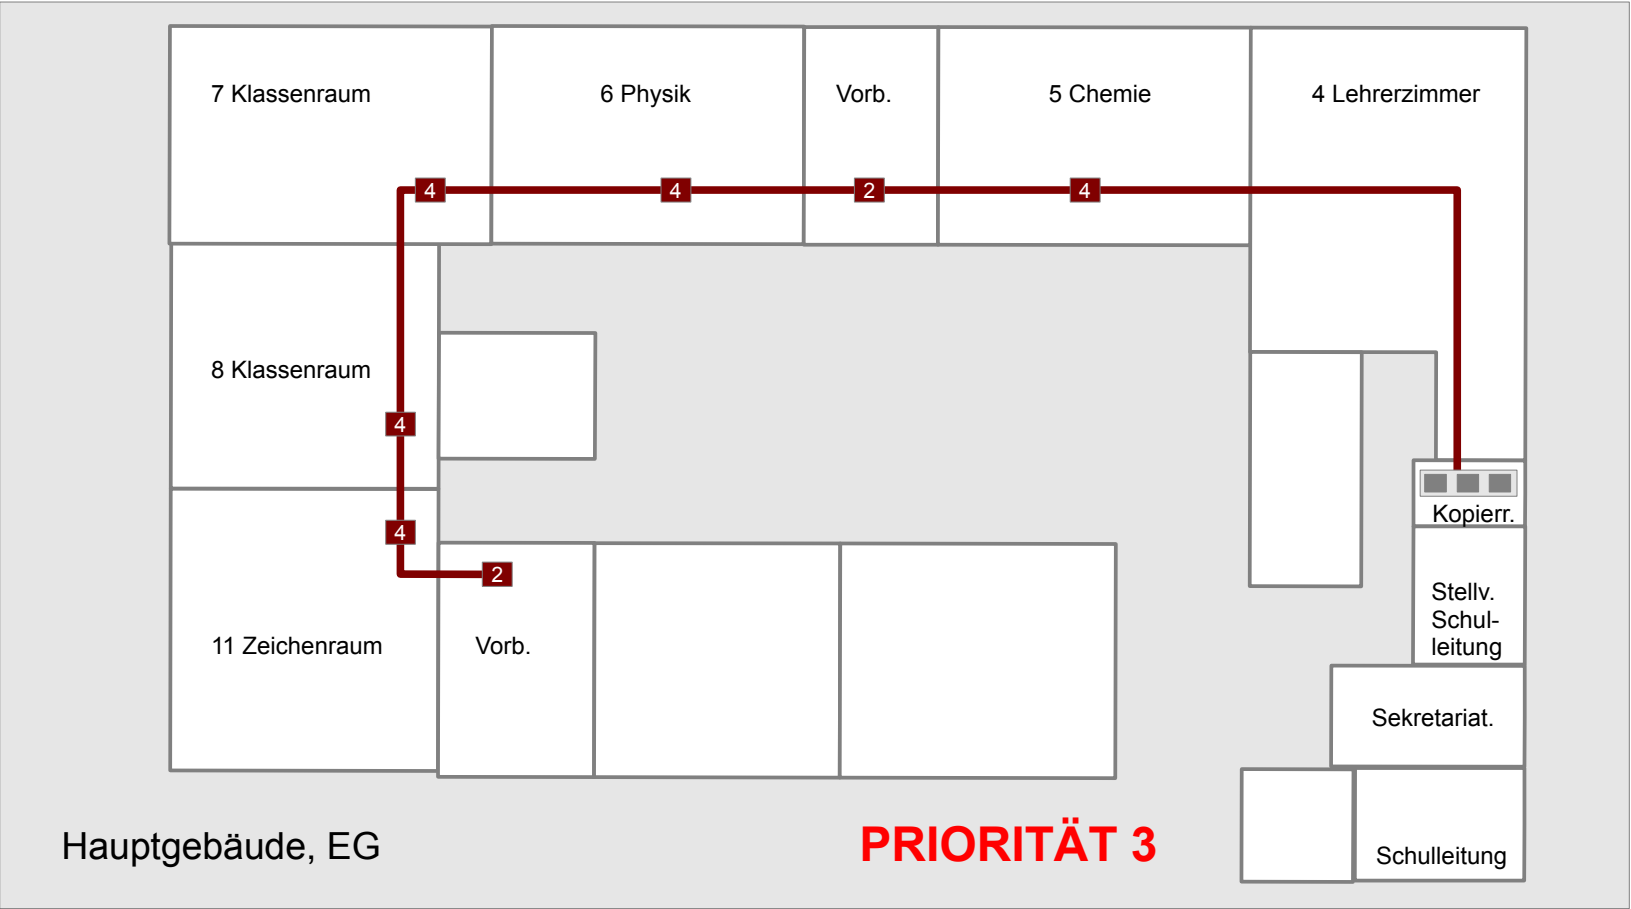 7 Klassenraum
6 Physik
Vorb.
5 Chemie
4 Lehrerzimmer
4
4
2
4
8 Klassenraum
4
Kopierr.
4
2
Stellv.
Schul-
leitung
11 Zeichenraum
Vorb.
Sekretariat.
Hauptgebäude, EG
PRIORITÄT 3
Schulleitung